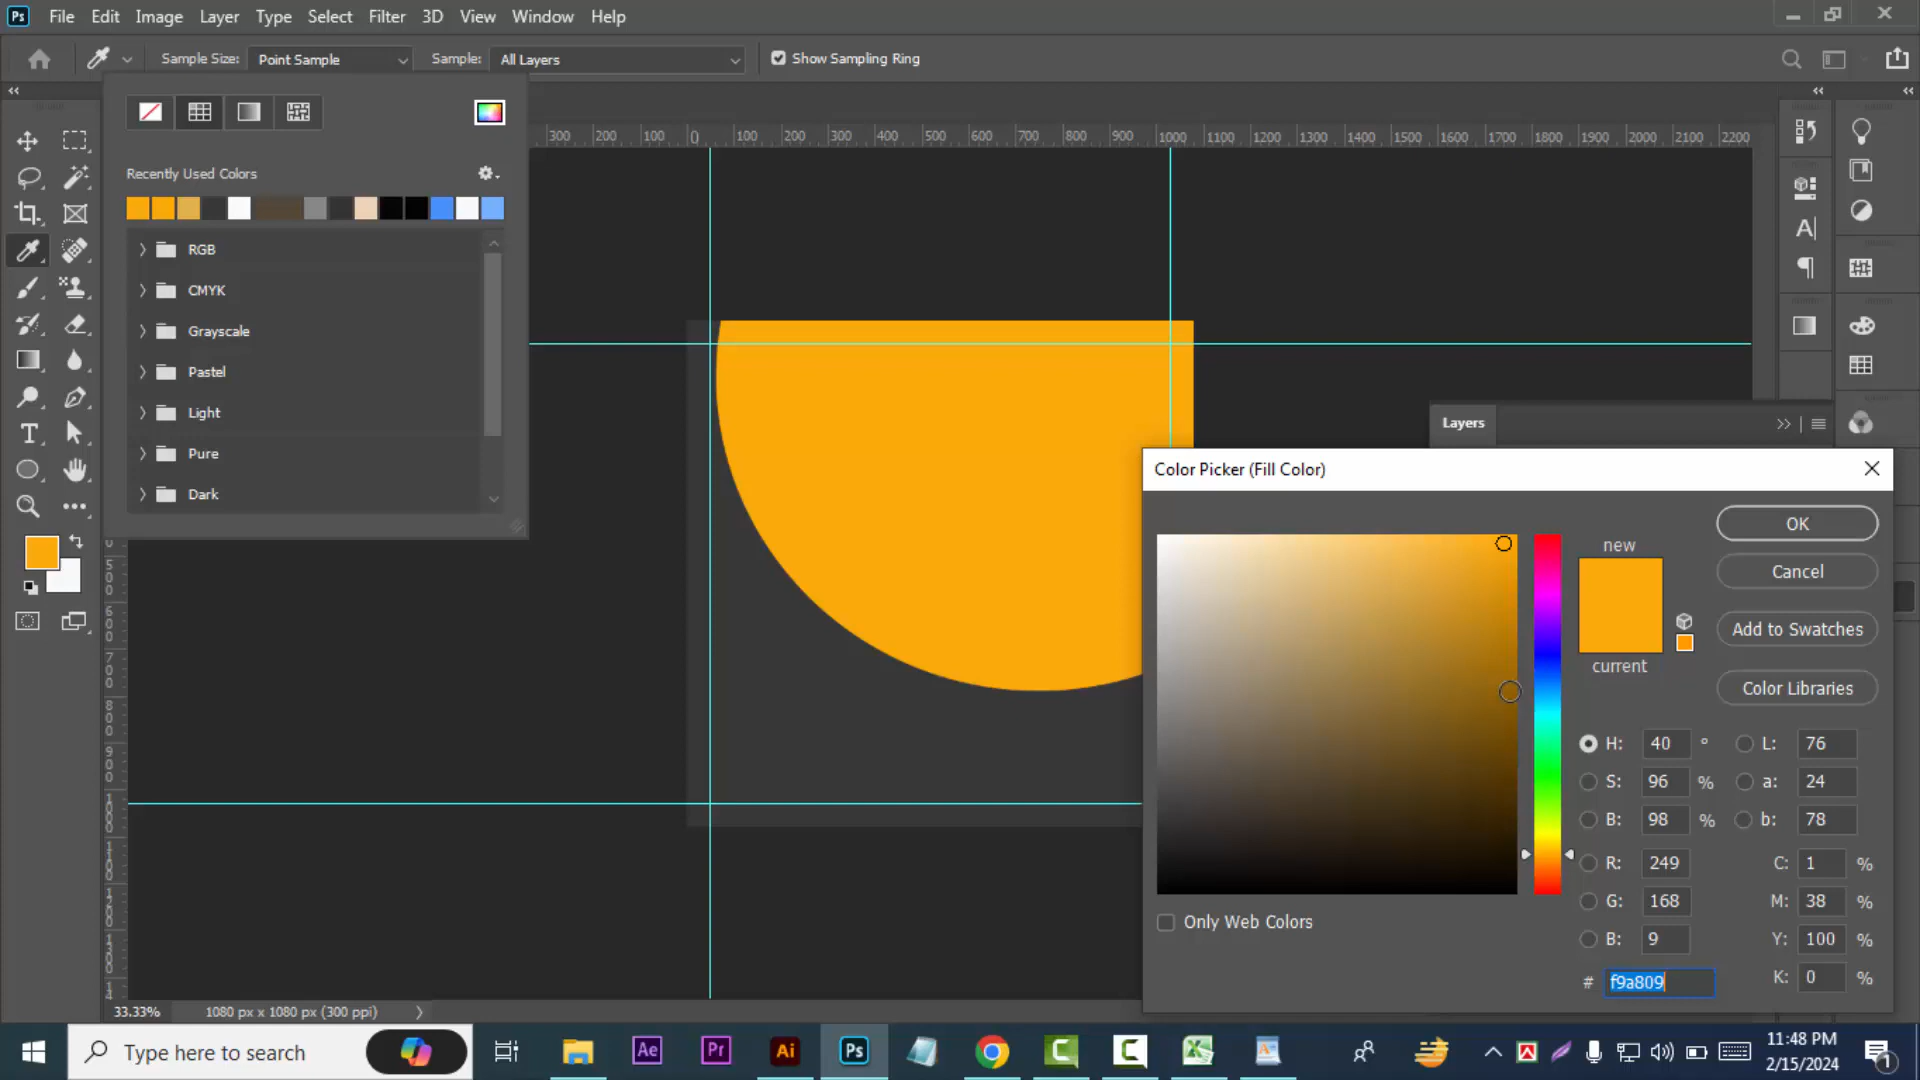 Ps File Edit Image Layer Type Select Filter 3D View Window Help
Sample Size: Point Sample Sample: All Layers Show Sampling Ring
Recently Used Colors
RGB
CMYK
Grayscale
Pastel
Light
Pure
Dark
300 200 100 0 100 200 300 400 500 600 700 800 900 1000 1100 1200 1300 1400 1500 1600 1700 1800 1900 2000 2100 2200
Layers
Color Picker (Fill Color)
new
current
OK
Cancel
Add to Swatches
Color Libraries
H: 40 ° L: 76
S: 96 % a: 24
B: 98 % b: 78
R: 249 C: 1 %
G: 168 M: 38 %
B: 9 Y: 100 %
# f9a809 K: 0 %
Only Web Colors
33.33% 1080 px x 1080 px (300 ppi)
Type here to search
Ae Pr Ai Ps
11:48 PM
2/15/2024
1